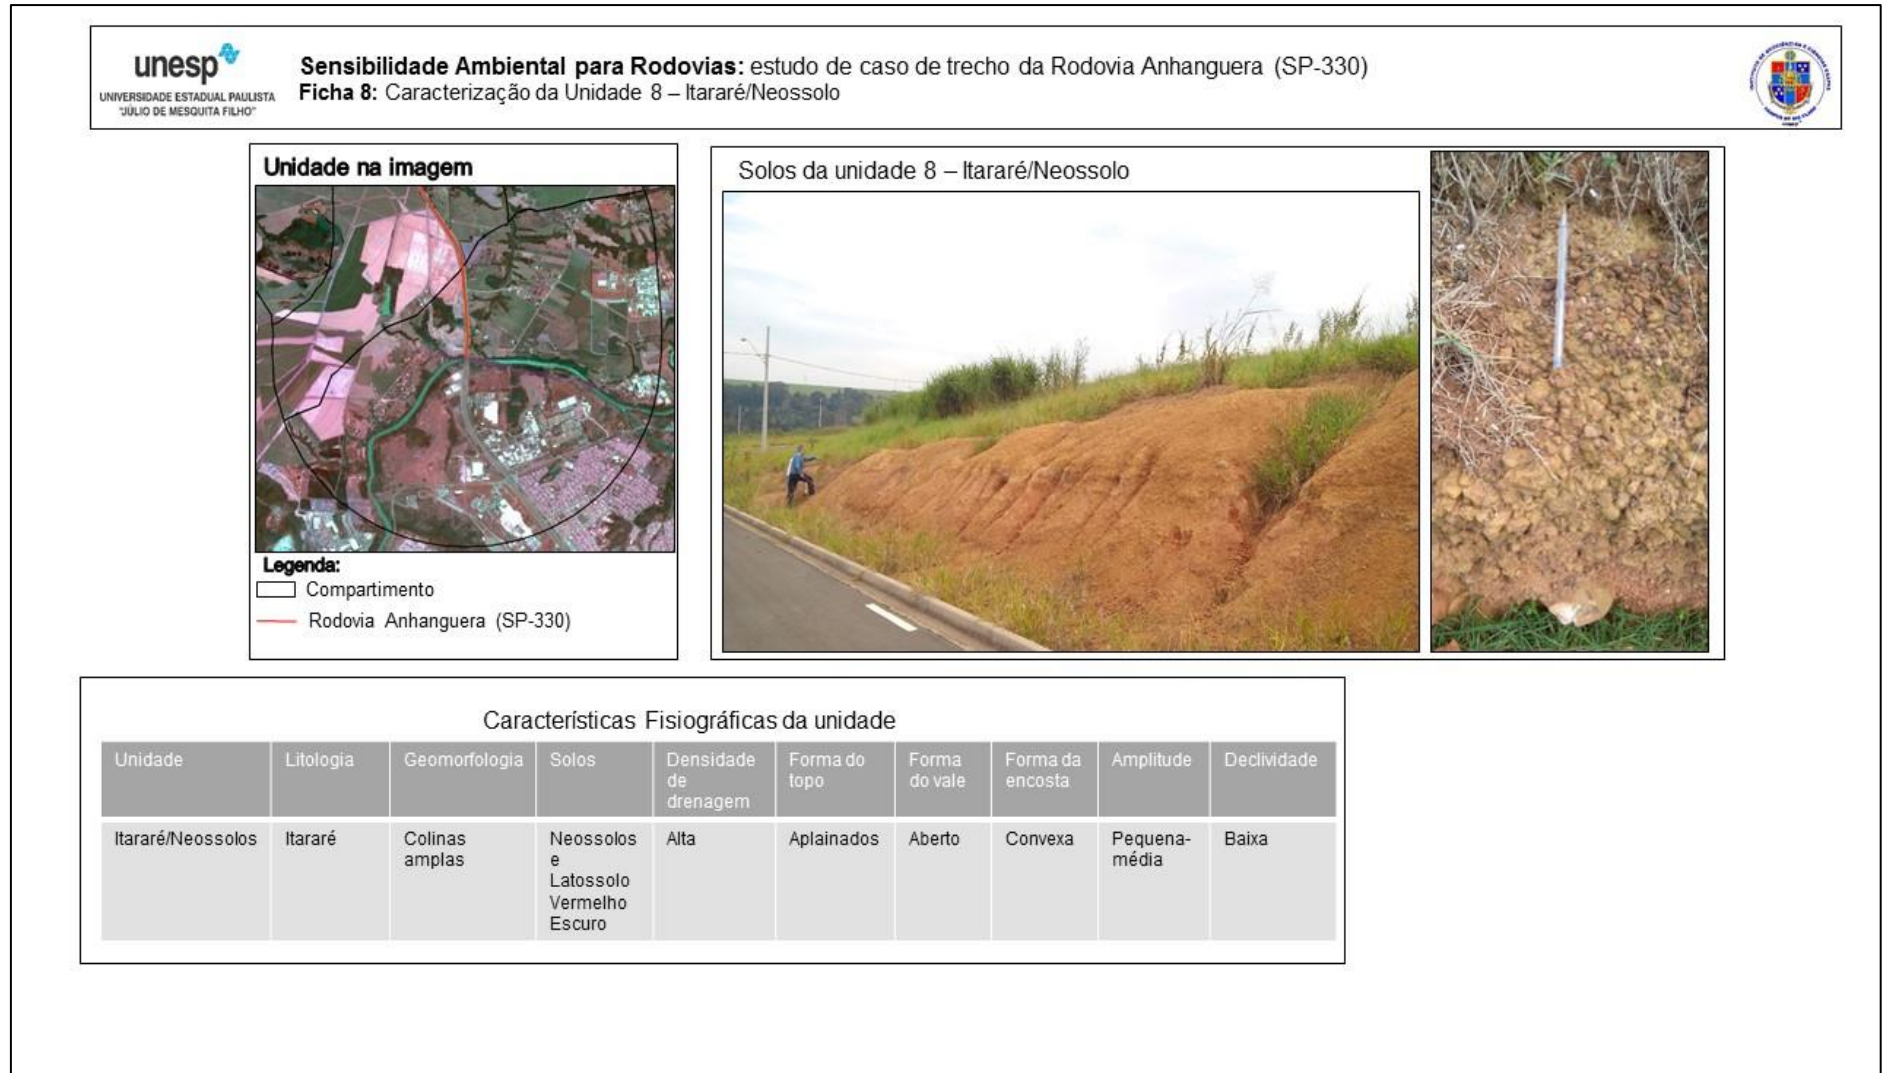 unesp
UNIVERSIDADE ESTADUAL PAULISTA
"JÚLIO DE MESQUITA FILHO"
Sensibilidade Ambiental para Rodovias: estudo de caso de trecho da Rodovia Anhanguera (SP-330)
Ficha 8: Caracterização da Unidade 8 – Itararé/Neossolo
Unidade na imagem
Legenda:
Compartimento
Rodovia Anhanguera (SP-330)
Solos da unidade 8 – Itararé/Neossolo
Características Fisiográficas da unidade
Unidade
Litologia
Geomorfologia
Solos
Densidade
de
drenagem
Forma do
topo
Forma
do vale
Forma da
encosta
Amplitude
Declividade
Itararé/Neossolos
Itararé
Colinas
amplas
Neossolos
e
Latossolo
Vermelho
Escuro
Alta
Aplainados
Aberto
Convexa
Pequena-
média
Baixa